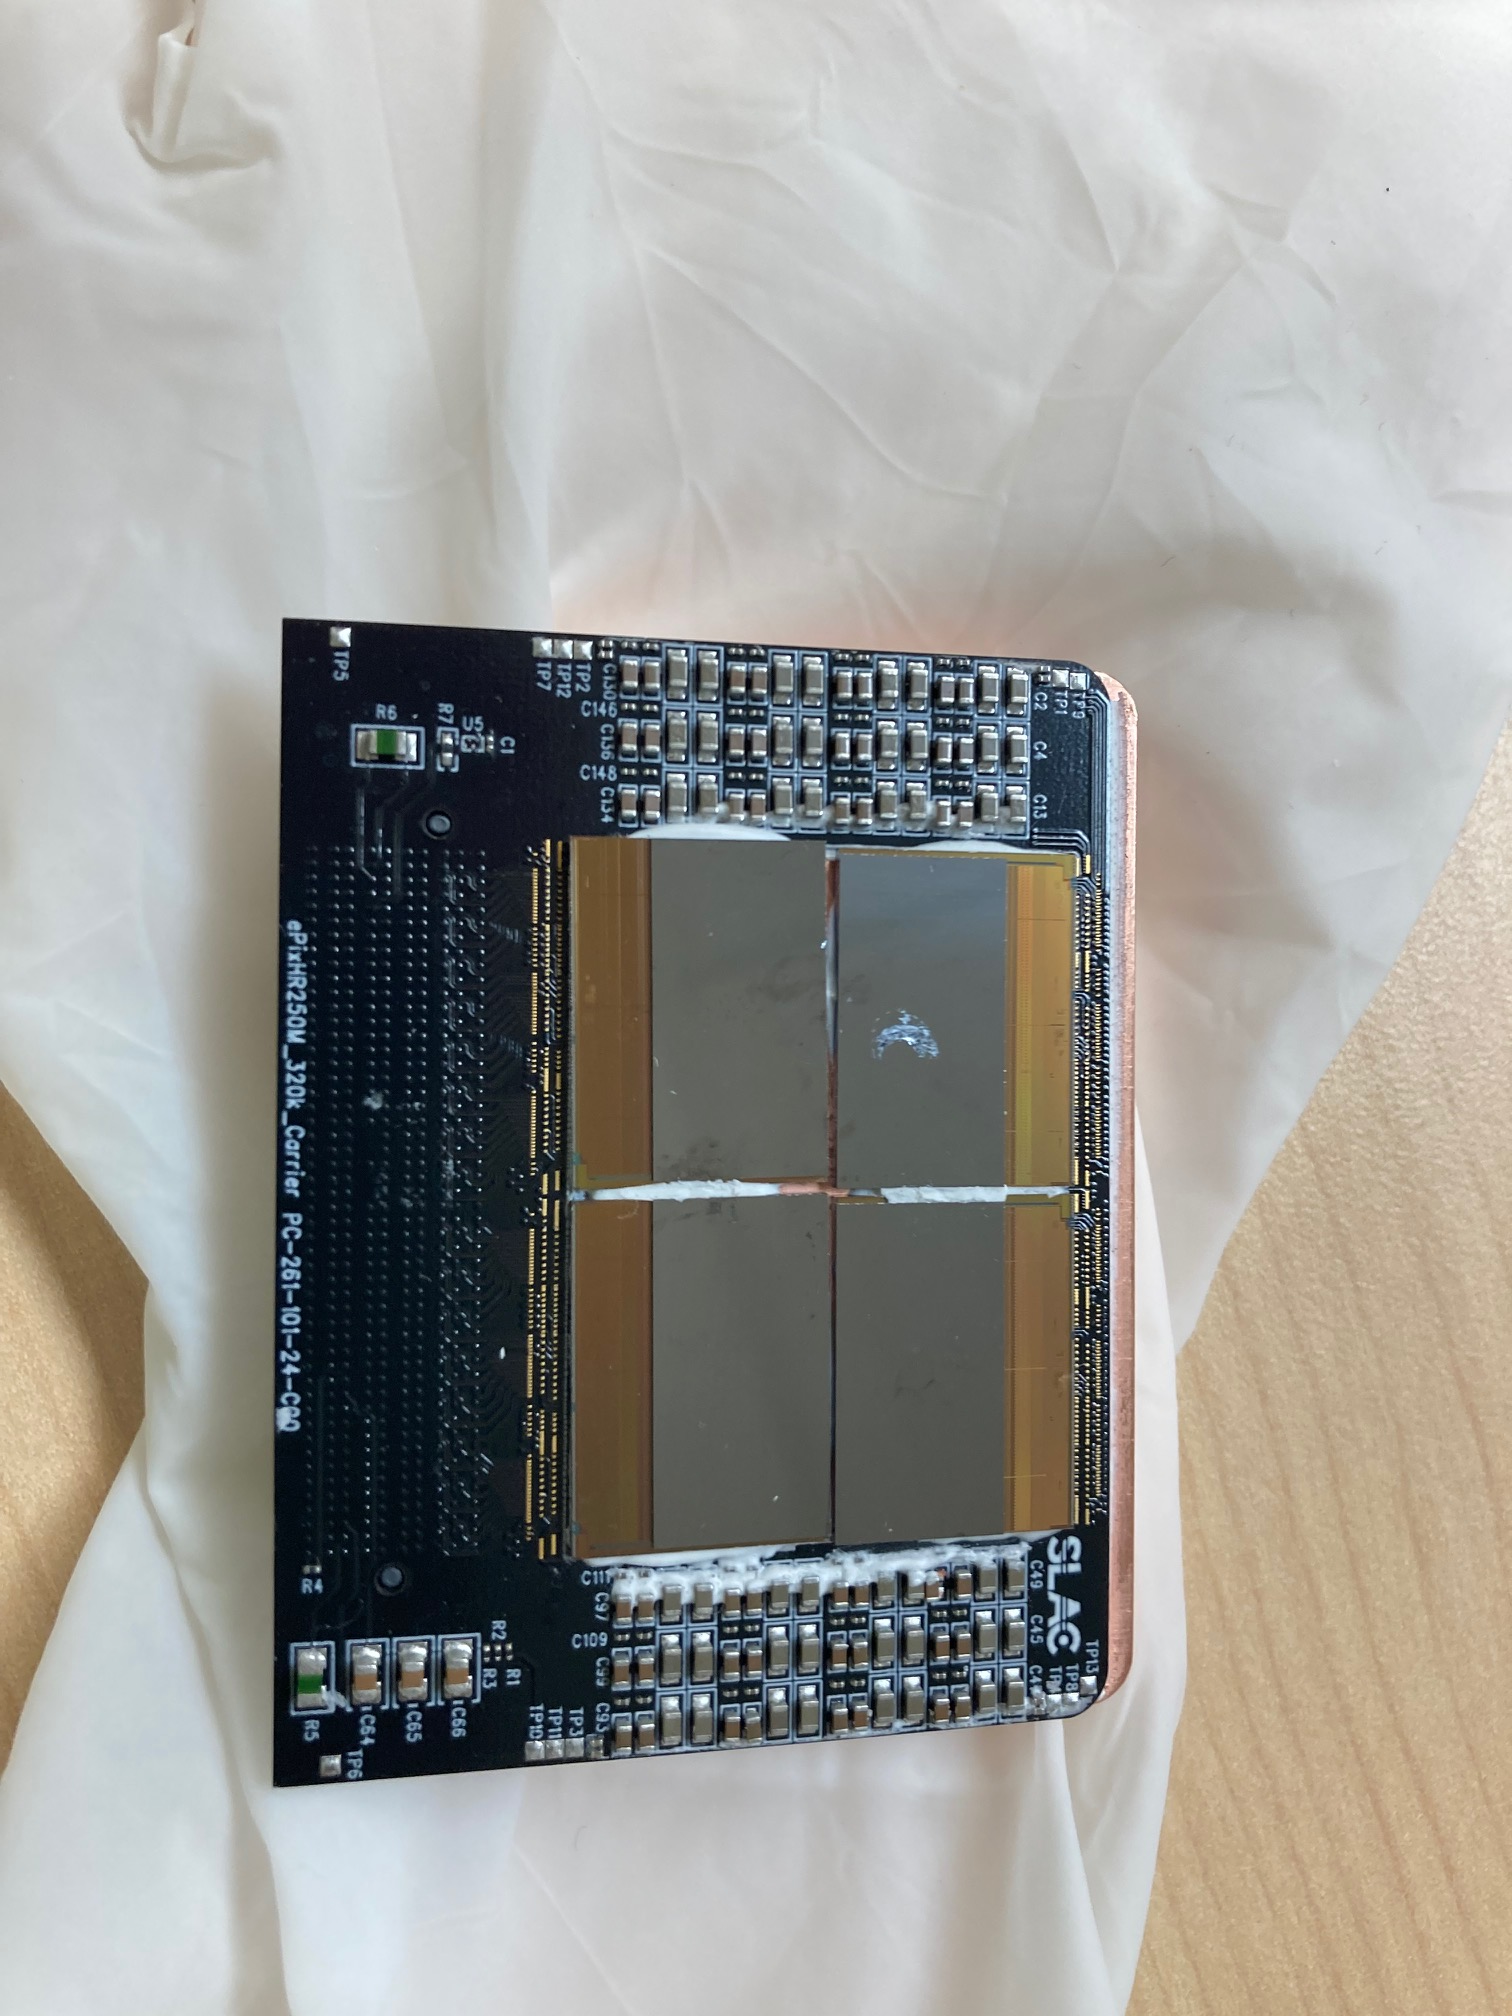 TP5
TP7
TP12
TP2
C130
C146
C136
C148
C134
C2
TP1
TP9
C4
C13
R6
R7
U5
C1
ePixHR250M_320k_Carrier PC-261-101-24-C00
R4
C111
C97
C109
C99
C93
C49
C45
SLAC
TP13
TP8
R2
R1
R3
R5
C64
C65
C66
TP10
TP11
TP3
TP6